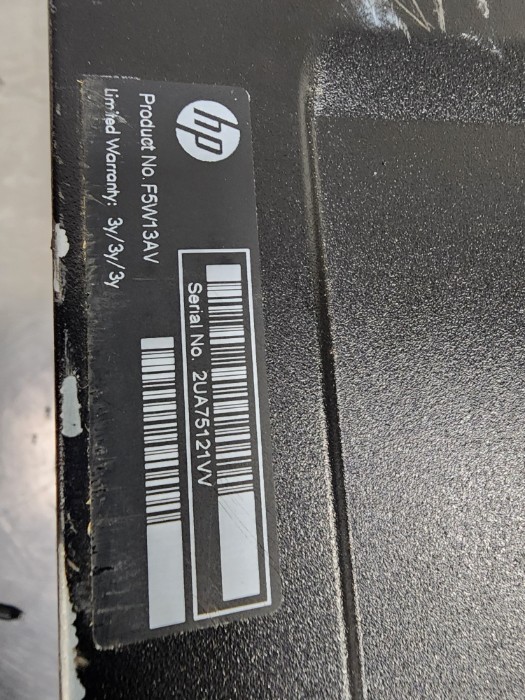 hp
Product No. F5W13AV
Limited Warranty: 3y/3y/3y
Serial No. 2UA75121VV